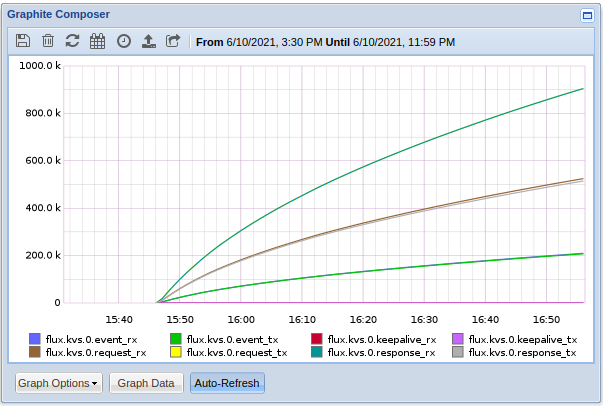 Graphite Composer
From 6/10/2021, 3:30 PM Until 6/10/2021, 11:59 PM
1000.0 k
800.0 k
600.0 k
400.0 k
200.0 k
0
15:40 15:50 16:00 16:10 16:20 16:30 16:40 16:50
flux.kvs.0.event_rx flux.kvs.0.event_tx flux.kvs.0.keepalive_rx flux.kvs.0.keepalive_tx
flux.kvs.0.request_rx flux.kvs.0.request_tx flux.kvs.0.response_rx flux.kvs.0.response_tx
Graph Options Graph Data Auto-Refresh